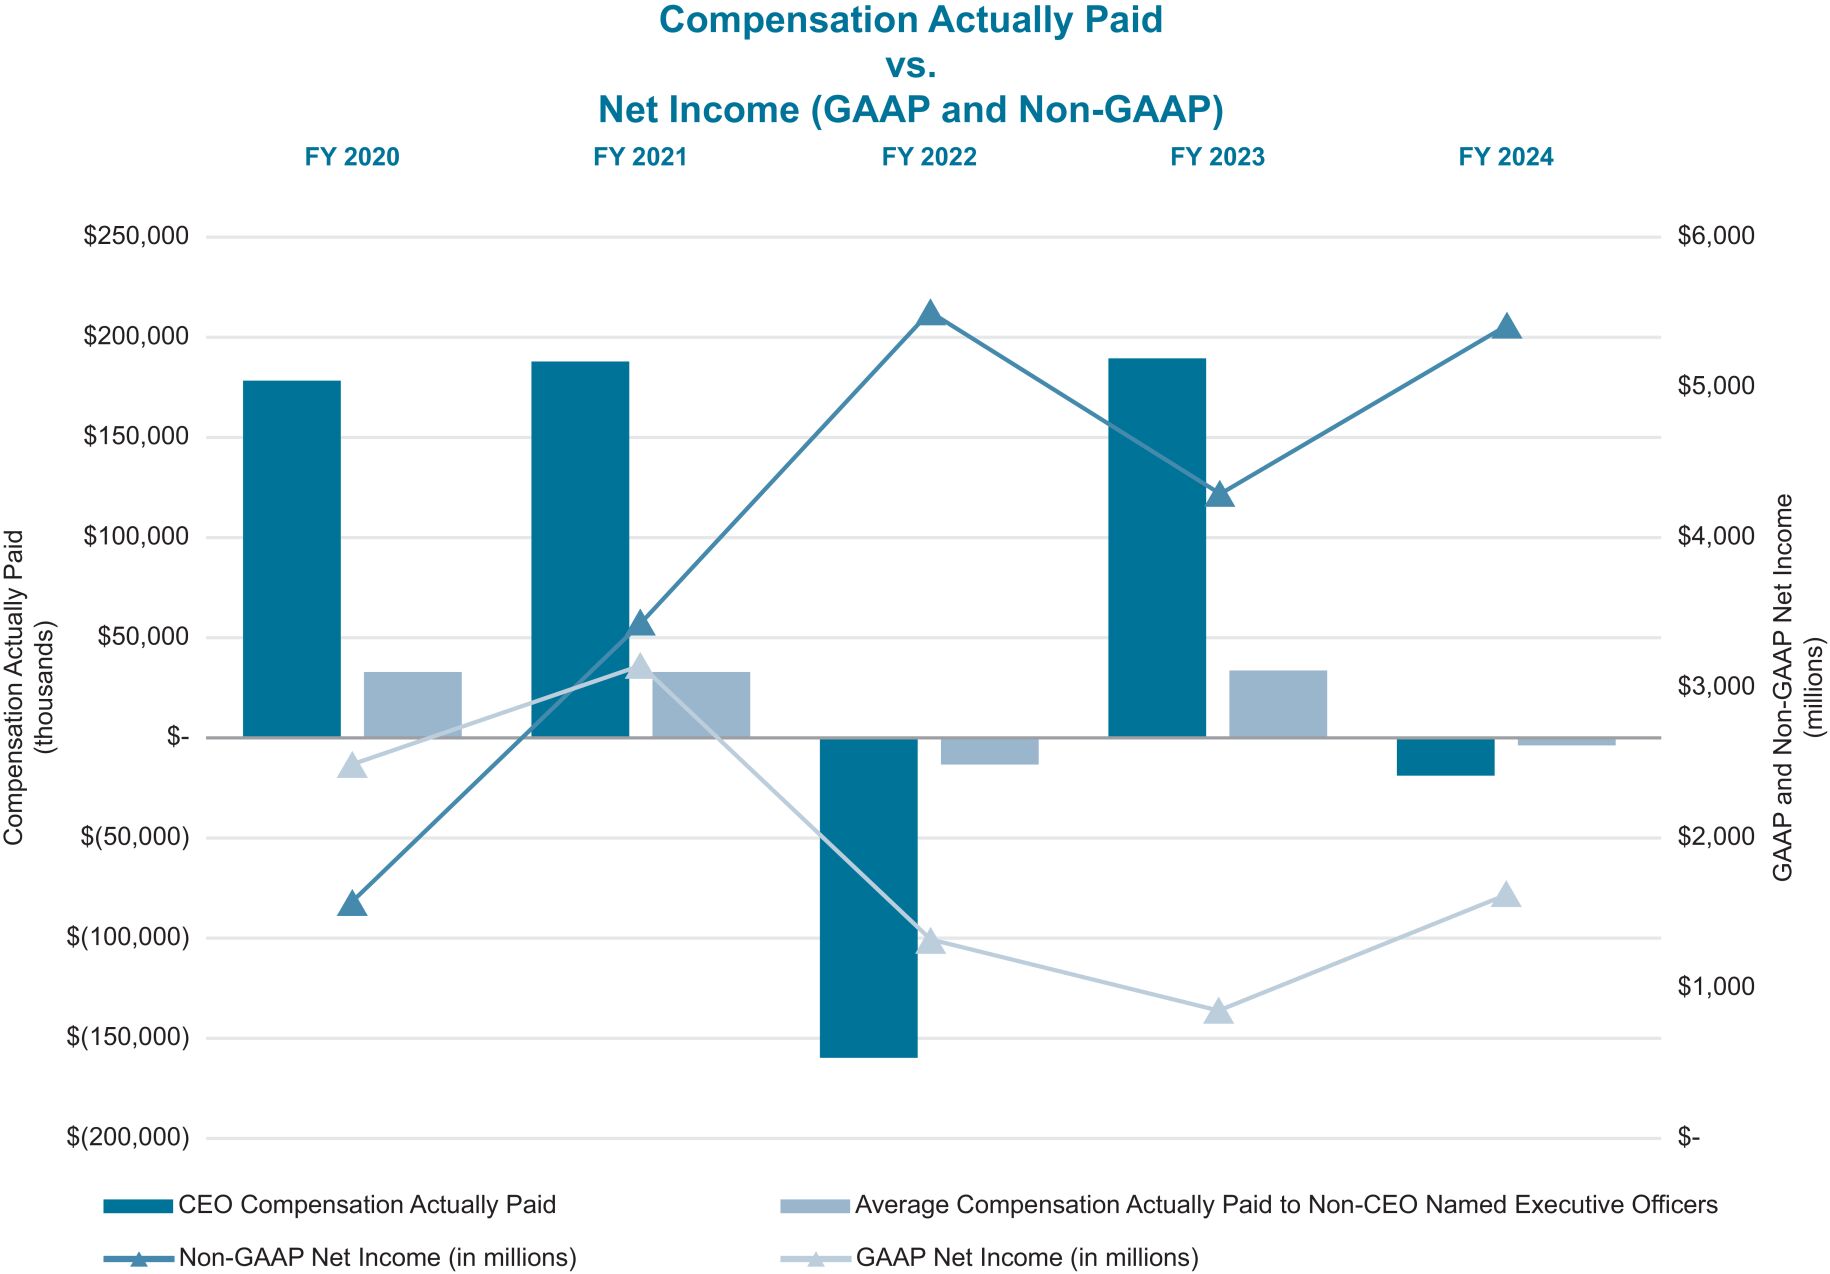 Compensation Actually Paid
vs.
Net Income (GAAP and Non-GAAP)
FY 2020
FY 2021
FY 2022
FY 2023
FY 2024
$250,000
$200,000
$150,000
$100,000
$50,000
$-
$(50,000)
$(100,000)
$(150,000)
$(200,000)
Compensation Actually Paid
(thousands)
$6,000
$5,000
$4,000
$3,000
$2,000
$1,000
$-
GAAP and Non-GAAP Net Income
(millions)
CEO Compensation Actually Paid
Average Compensation Actually Paid to Non-CEO Named Executive Officers
Non-GAAP Net Income (in millions)
GAAP Net Income (in millions)